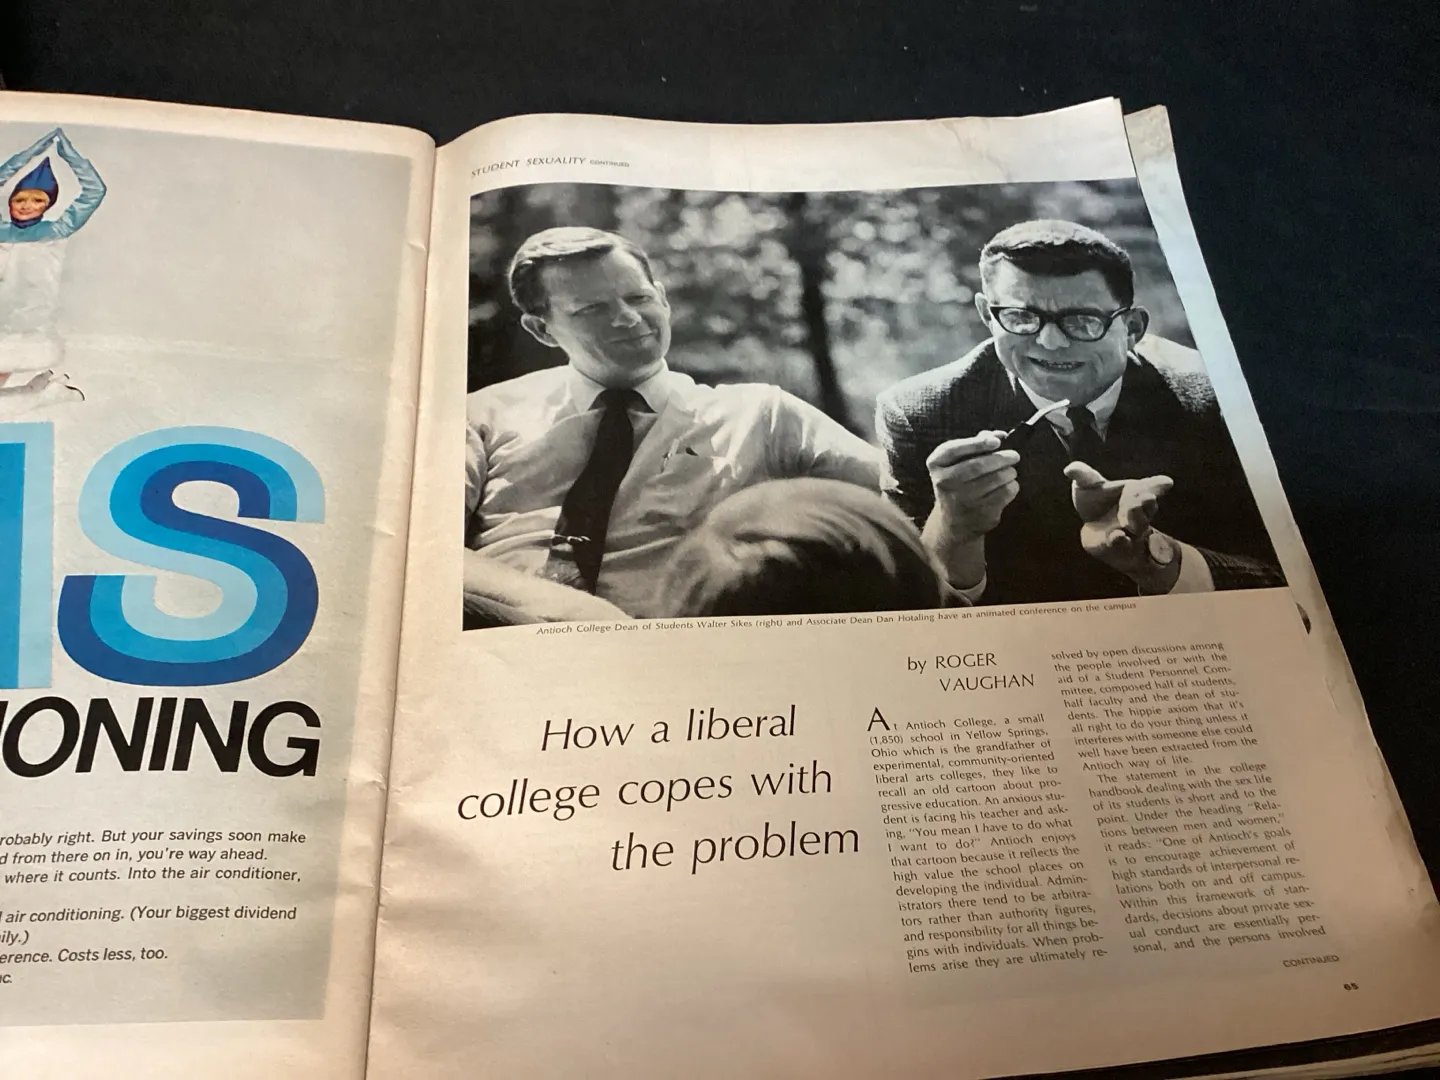 IS
IONING
robably right. But your savings soon make
d from there on in, you're way ahead.
where it counts. Into the air conditioner,
air conditioning. (Your biggest dividend
ily.)
erence. Costs less, too.
c.
STUDENT SEXUALITY CONTINUED
Antioch College Dean of Students Walter Sikes (right) and Associate Dean Dan Hotaling have an animated conference on the campus
How a liberal
college copes with
the problem
by ROGER
VAUGHAN
At Antioch College, a small
(1,850) school in Yellow Springs,
Ohio which is the grandfather of
experimental, community-oriented
liberal arts colleges, they like to
recall an old cartoon about pro-
gressive education. An anxious stu-
dent is facing his teacher and ask-
ing, "You mean I have to do what
I want to do?" Antioch enjoys
that cartoon because it reflects the
high value the school places on
developing the individual. Admin-
istrators there tend to be arbitra-
tors rather than authority figures,
and responsibility for all things be-
gins with individuals. When prob-
lems arise they are ultimately re-
solved by open discussions among
the people involved or with the
aid of a Student Personnel Com-
mittee, composed half of students,
half faculty and the dean of stu-
dents. The hippie axiom that it's
all right to do your thing unless it
interferes with someone else could
well have been extracted from the
Antioch way of life.
The statement in the college
handbook dealing with the sex life
of its students is short and to the
point. Under the heading "Rela-
tions between men and women,"
it reads: "One of Antioch's goals
is to encourage achievement of
high standards of interpersonal re-
lations both on and off campus.
Within this framework of stan-
dards, decisions about private sex-
ual conduct are essentially per-
sonal, and the persons involved
CONTINUED
65